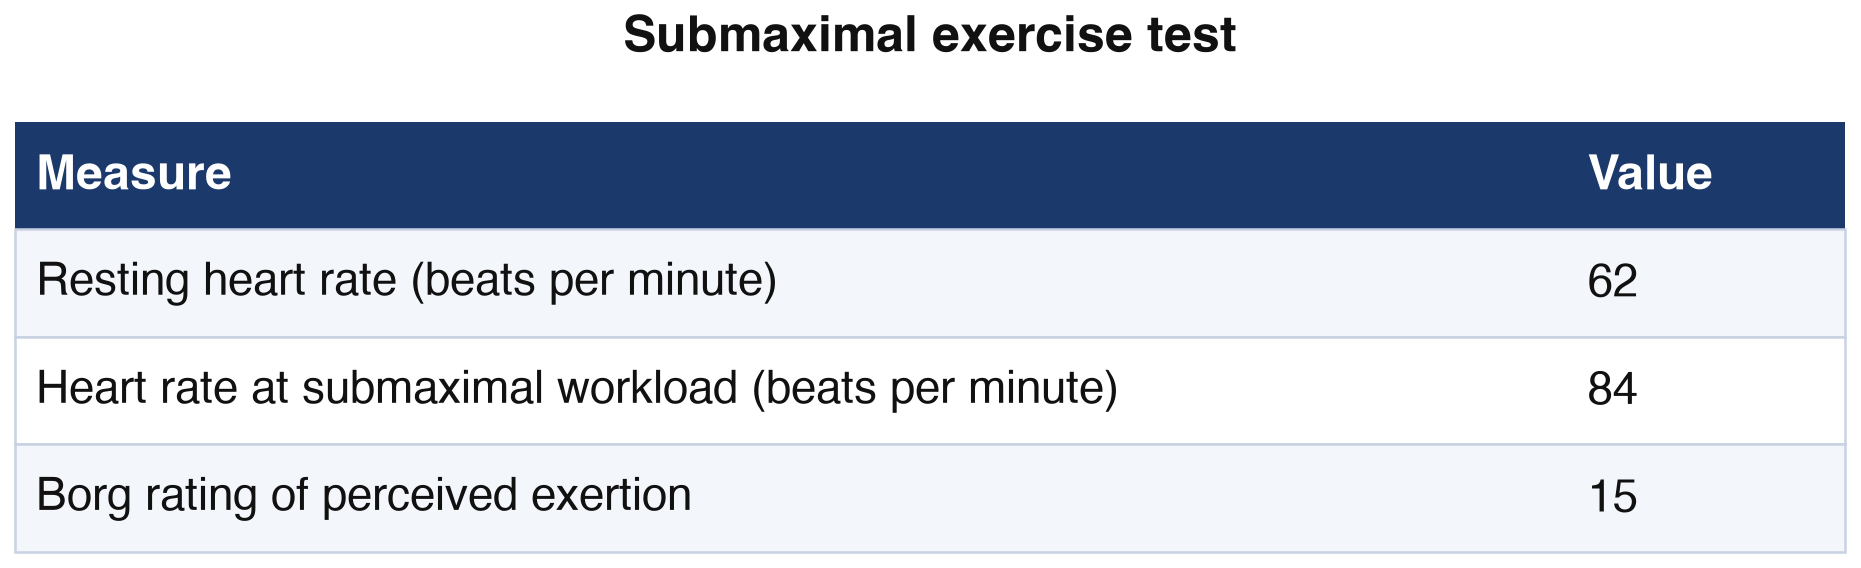 Submaximal exercise test
Measure Value
Resting heart rate (beats per minute) 62
Heart rate at submaximal workload (beats per minute) 84
Borg rating of perceived exertion 15